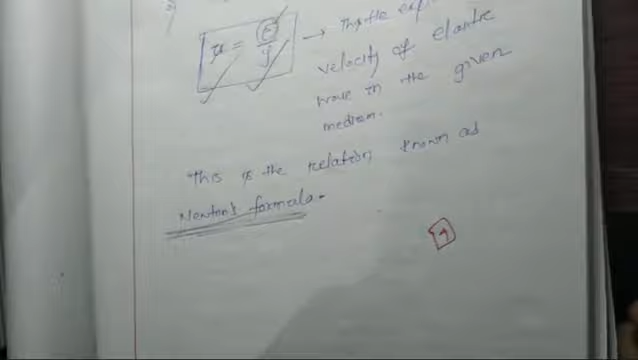 = E → This the exp
velocity of elastic
wave in the given
medium.
This is the relation known as
Newton's formula.